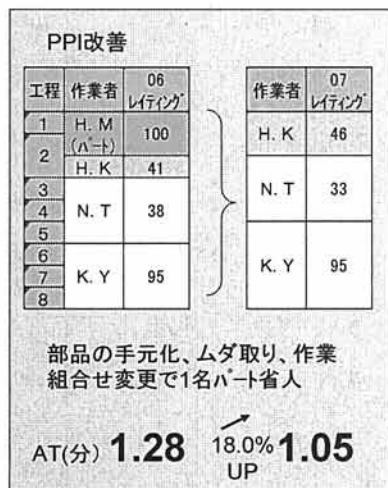 PPI改善
工程 作業者 06 ﾚｲﾃｨﾝｸﾞ
1 H.M (ﾊﾟｰﾄ) 100
2 H.K 41
3
4 N.T 38
5
6
7 K.Y 95
8
作業者 07 ﾚｲﾃｨﾝｸﾞ
H.K 46
N.T 33
K.Y 95
部品の手元化、ムダ取り、作業
組合せ変更で1名ﾊﾟｰﾄ省人
AT(分) 1.28 18.0% UP 1.05